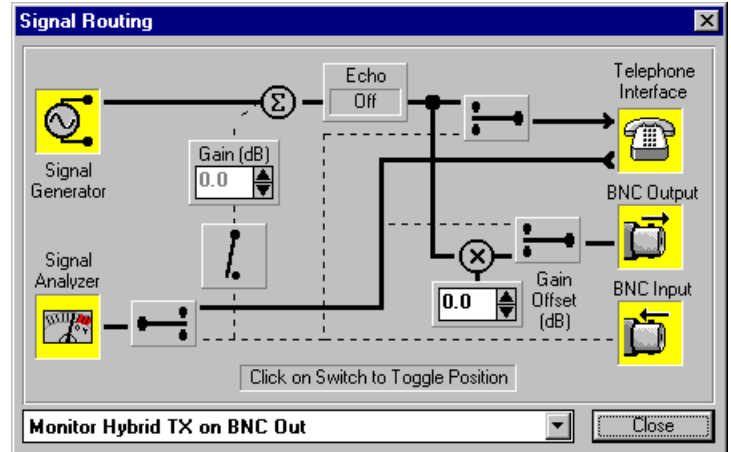 Signal Routing
Echo
Off
Telephone
Interface
Σ
Gain (dB)
0.0
Signal
Generator
BNC Output
Signal
Analyzer
X
0.0
Gain
Offset
(dB)
BNC Input
Click on Switch to Toggle Position
Monitor Hybrid TX on BNC Out
Close